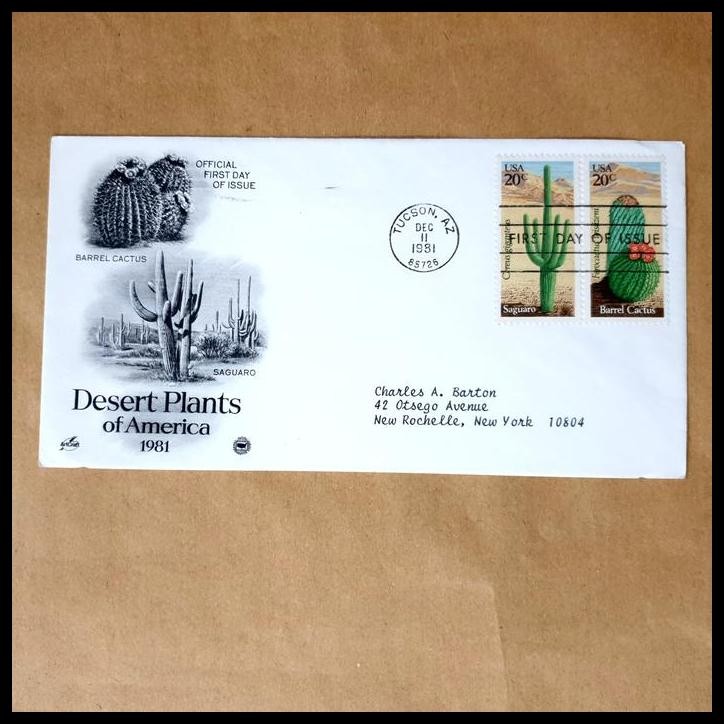 OFFICIAL
FIRST DAY
OF ISSUE
BARREL CACTUS
SAGUARO
Desert Plants
of America
1981
ArtCraft
TUCSON, AZ
DEC
11
1981
85726
USA
20c
Saguaro
USA
20c
Barrel Cactus
FIRST DAY OF ISSUE
Charles A. Barton
42 Otsego Avenue
New Rochelle, New York 10804